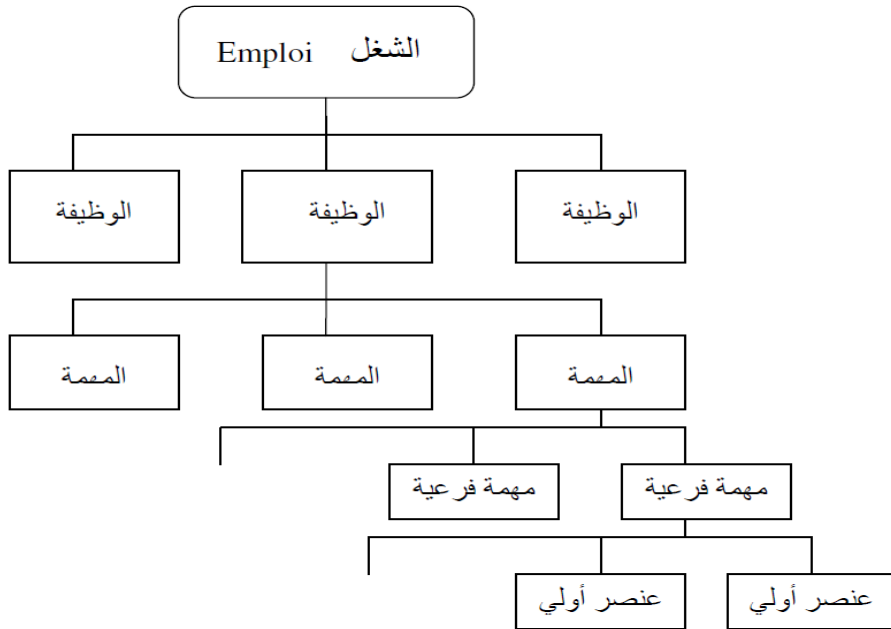 الشغل Emploi
الوظيفة
الوظيفة
الوظيفة
المهمة
المهمة
المهمة
مهمة فرعية
مهمة فرعية
عنصر أولي
عنصر أولي